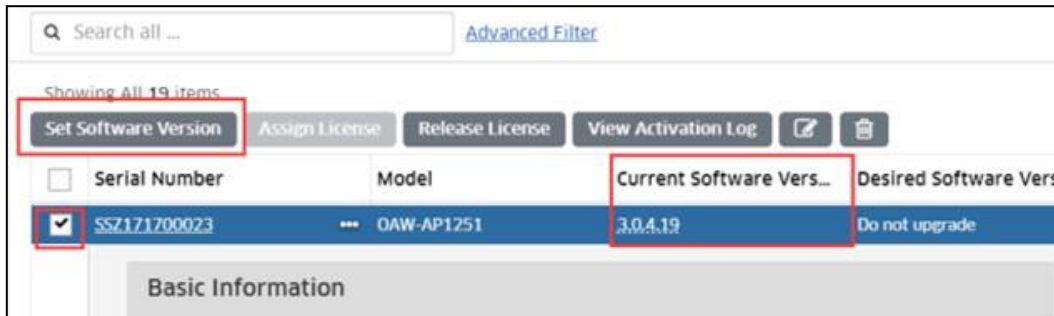 Search all ... Advanced Filter
Showing All 19 items
Set Software Version Assign License Release License View Activation Log
Serial Number Model Current Software Vers... Desired Software Vers
SSZ171700023 ... OAW-AP1251 3.0.4.19 Do not upgrade
Basic Information